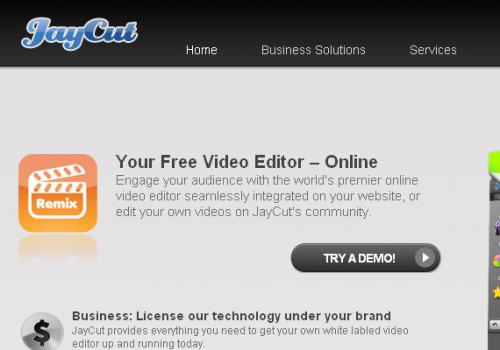 JayCut
Home Business Solutions Services
Your Free Video Editor – Online
Engage your audience with the world's premier online
video editor seamlessly integrated on your website, or
edit your own videos on JayCut's community.
Remix
TRY A DEMO!
Business: License our technology under your brand
$
JayCut provides everything you need to get your own white labled video
editor up and running today.